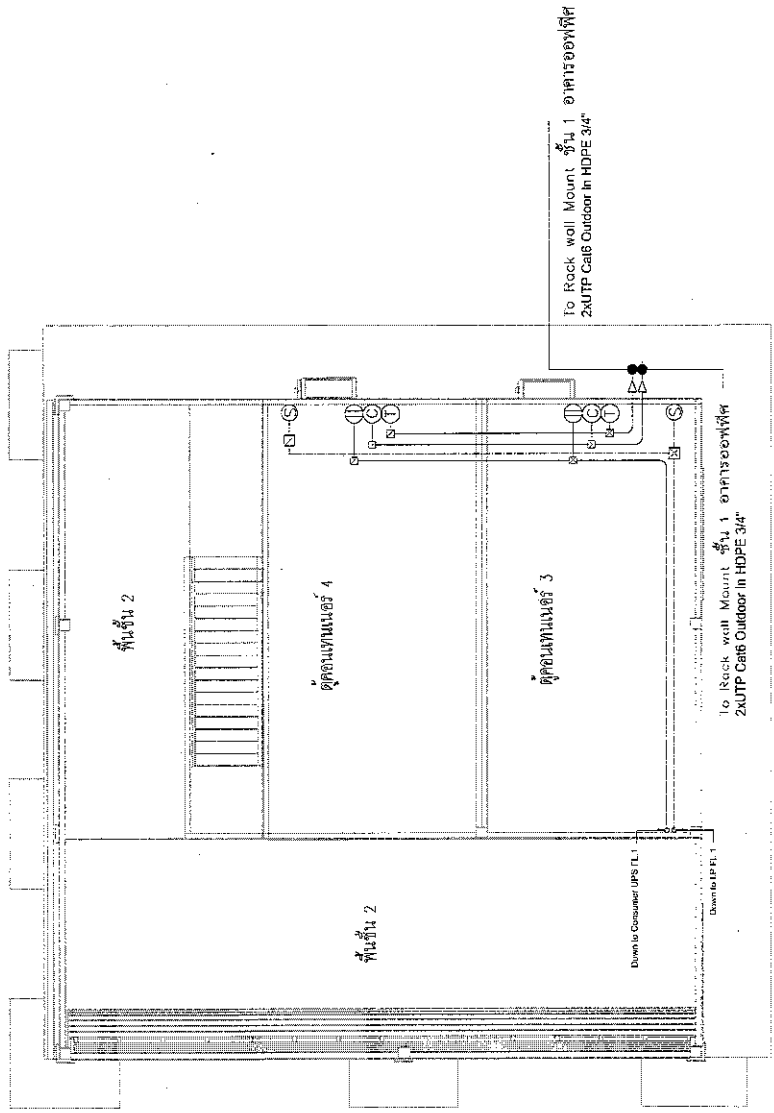 To Rack wall Mount ชั้น 1 อาคารออฟฟิศ
2xUTP Cat6 Outdoor In HDPE 3/4"
S
C
T
C
T
S
พื้นชั้น 2
ตู้คอนเทนเนอร์ 4
ตู้คอนเทนเนอร์ 3
To Rack wall Mount ชั้น 1 อาคารออฟฟิศ
2xUTP Cat6 Outdoor In HDPE 3/4"
พื้นชั้น 2
Down to Consumer UPS FL.1
Down to LP FL.1